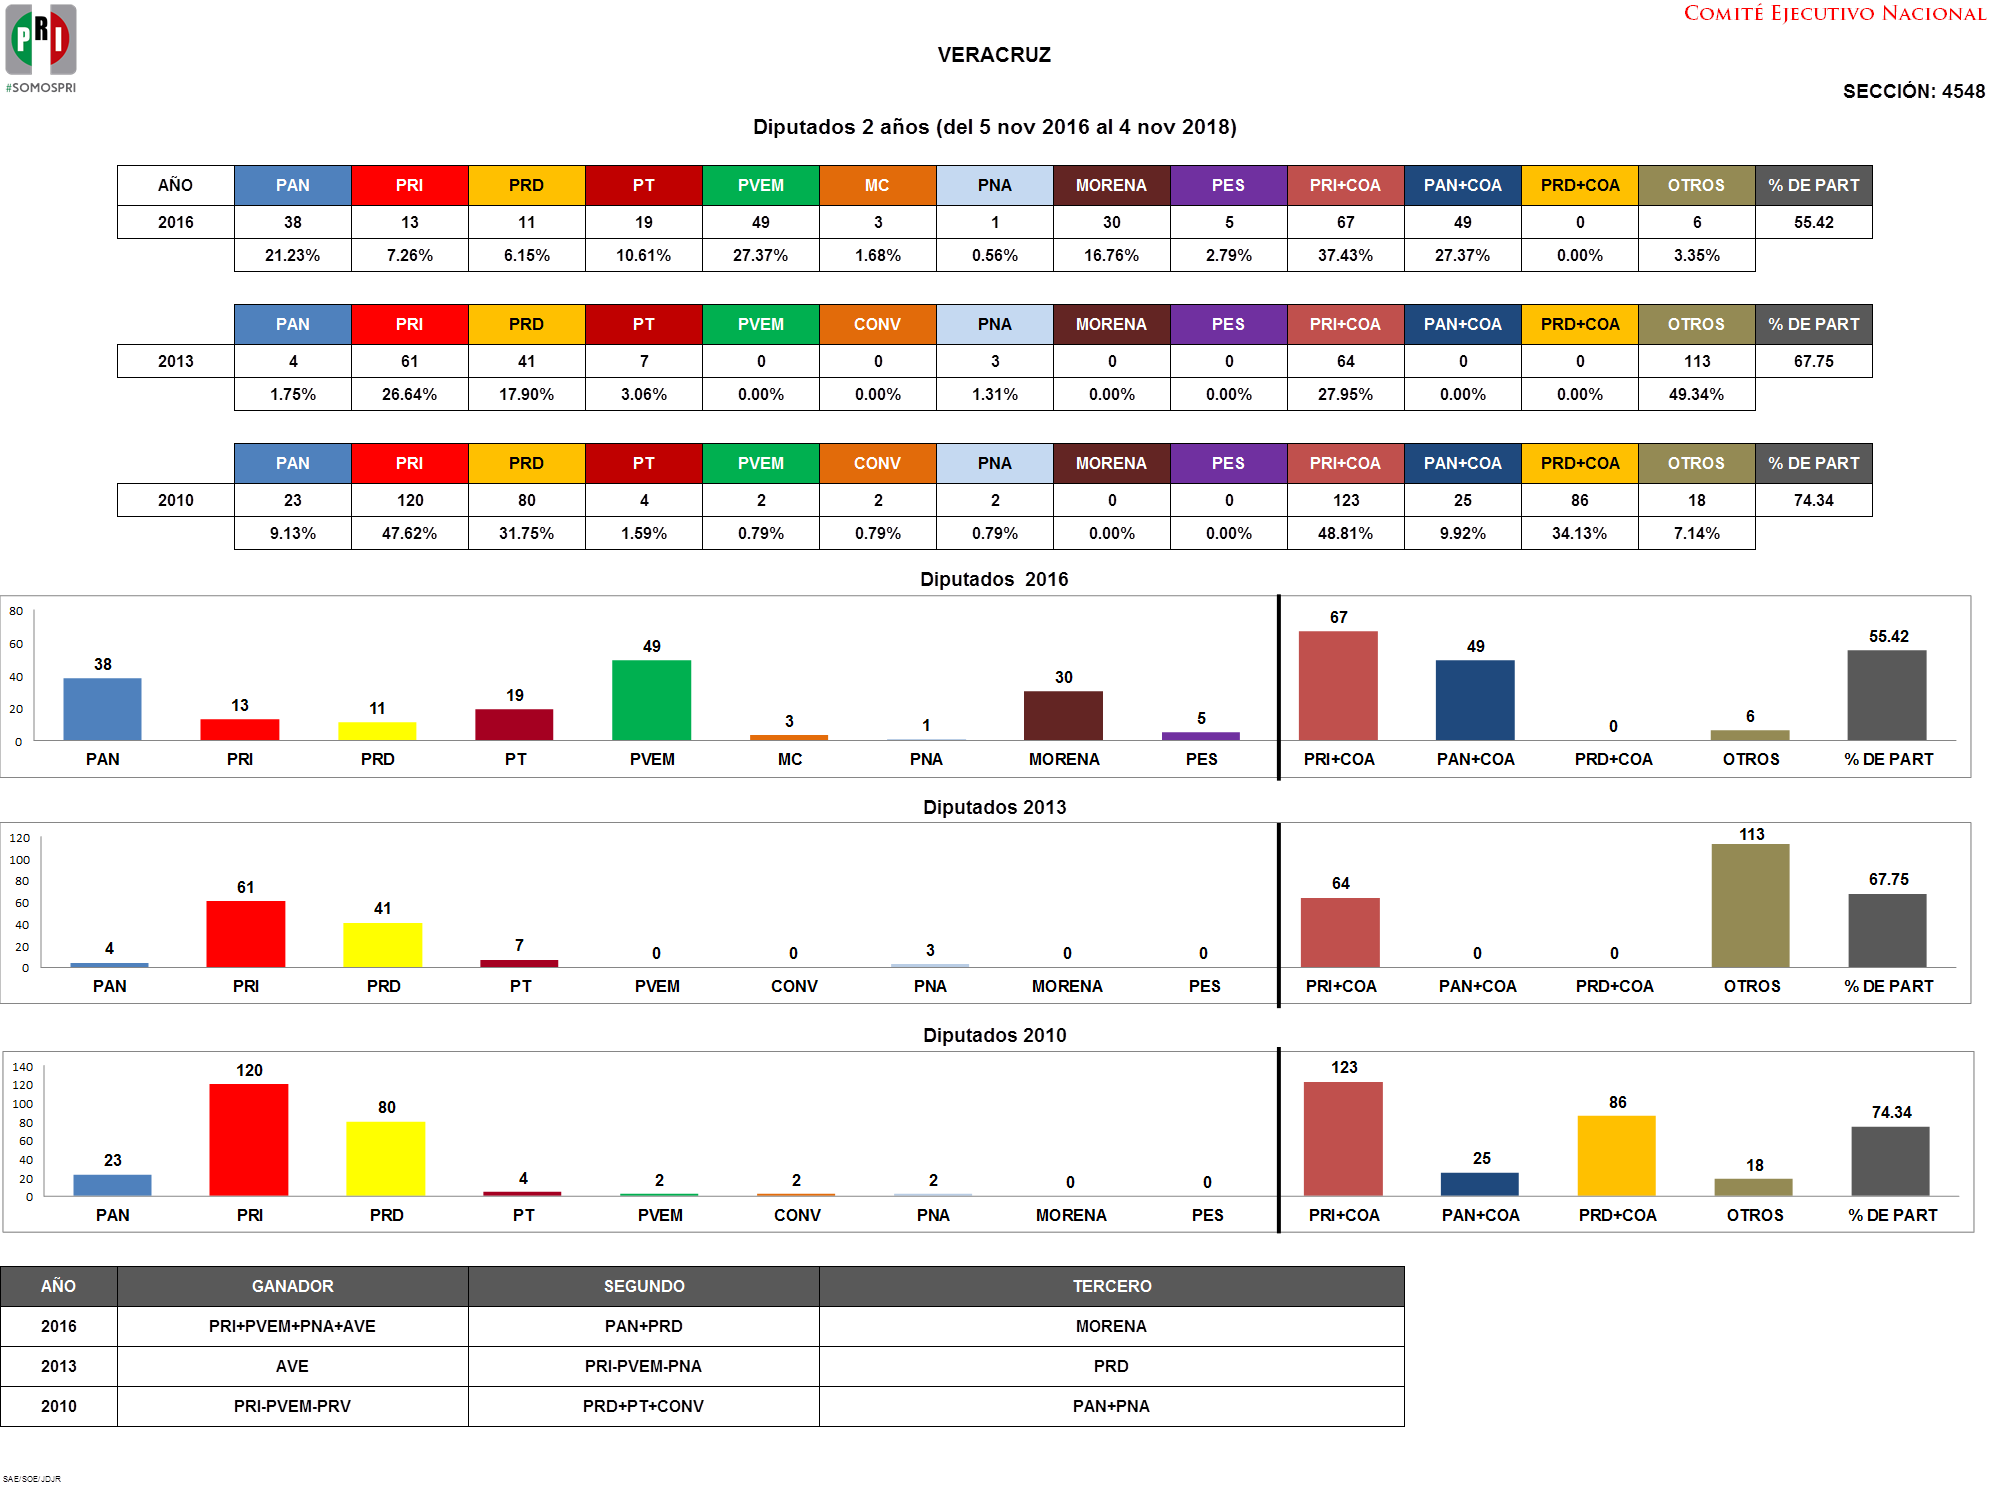 PRI
#SOMOSPRI
COMITÉ EJECUTIVO NACIONAL
VERACRUZ
SECCIÓN: 4548
Diputados 2 años (del 5 nov 2016 al 4 nov 2018)
AÑO PAN PRI PRD PT PVEM MC PNA MORENA PES PRI+COA PAN+COA PRD+COA OTROS % DE PART
2016 38 13 11 19 49 3 1 30 5 67 49 0 6 55.42
21.23% 7.26% 6.15% 10.61% 27.37% 1.68% 0.56% 16.76% 2.79% 37.43% 27.37% 0.00% 3.35%
PAN PRI PRD PT PVEM CONV PNA MORENA PES PRI+COA PAN+COA PRD+COA OTROS % DE PART
2013 4 61 41 7 0 0 3 0 0 64 0 0 113 67.75
1.75% 26.64% 17.90% 3.06% 0.00% 0.00% 1.31% 0.00% 0.00% 27.95% 0.00% 0.00% 49.34%
PAN PRI PRD PT PVEM CONV PNA MORENA PES PRI+COA PAN+COA PRD+COA OTROS % DE PART
2010 23 120 80 4 2 2 2 0 0 123 25 86 18 74.34
9.13% 47.62% 31.75% 1.59% 0.79% 0.79% 0.79% 0.00% 0.00% 48.81% 9.92% 34.13% 7.14%
Diputados 2016
80
60
40
20
0
38 13 11 19 49 3 1 30 5 67 49 0 6 55.42
PAN PRI PRD PT PVEM MC PNA MORENA PES PRI+COA PAN+COA PRD+COA OTROS % DE PART
Diputados 2013
120
100
80
60
40
20
0
4 61 41 7 0 0 3 0 0 64 0 0 113 67.75
PAN PRI PRD PT PVEM CONV PNA MORENA PES PRI+COA PAN+COA PRD+COA OTROS % DE PART
Diputados 2010
140
120
100
80
60
40
20
0
23 120 80 4 2 2 2 0 0 123 25 86 18 74.34
PAN PRI PRD PT PVEM CONV PNA MORENA PES PRI+COA PAN+COA PRD+COA OTROS % DE PART
AÑO GANADOR SEGUNDO TERCERO
2016 PRI+PVEM+PNA+AVE PAN+PRD MORENA
2013 AVE PRI-PVEM-PNA PRD
2010 PRI-PVEM-PRV PRD+PT+CONV PAN+PNA
SAE/SOE/JDJR